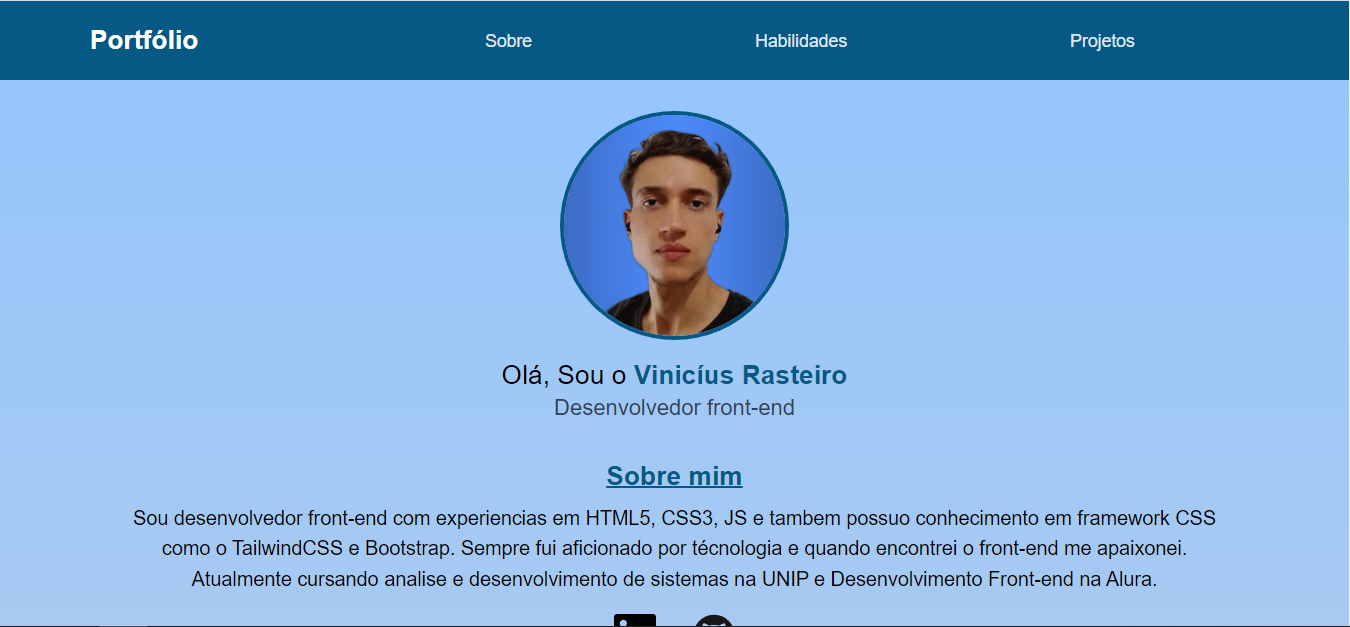 Portfólio
Sobre
Habilidades
Projetos
Olá, Sou o Vinicíus Rasteiro
Desenvolvedor front-end
Sobre mim
Sou desenvolvedor front-end com experiencias em HTML5, CSS3, JS e tambem possuo conhecimento em framework CSS
como o TailwindCSS e Bootstrap. Sempre fui aficionado por técnologia e quando encontrei o front-end me apaixonei.
Atualmente cursando analise e desenvolvimento de sistemas na UNIP e Desenvolvimento Front-end na Alura.